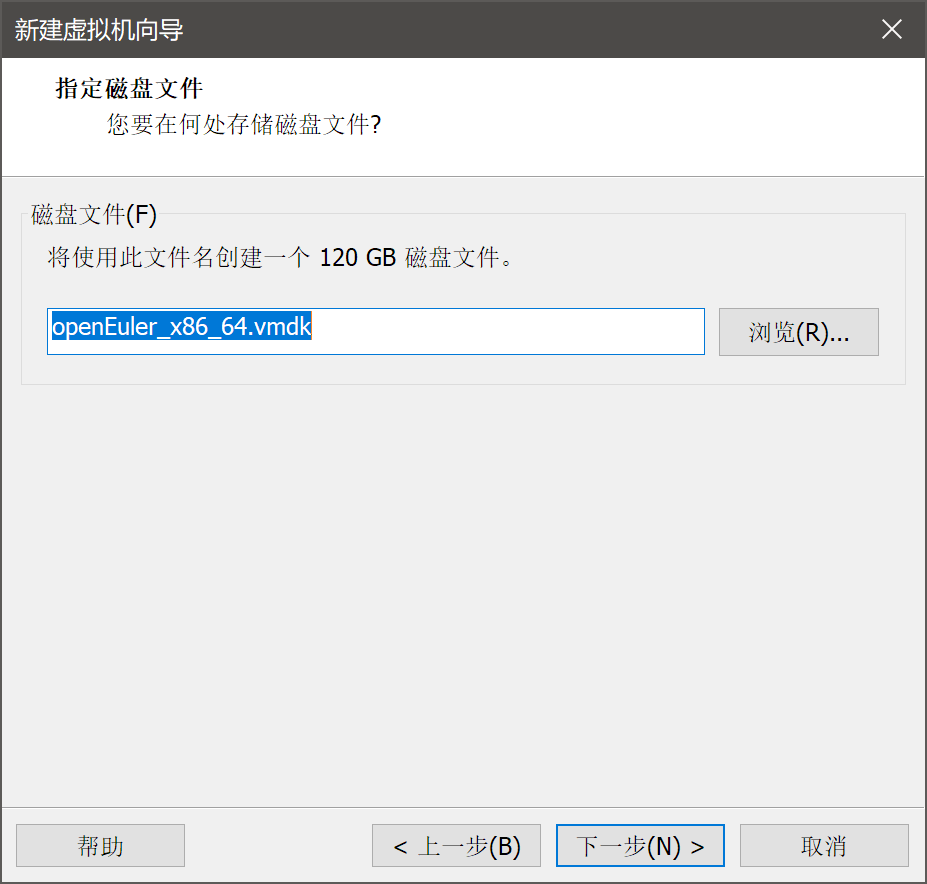 新建虚拟机向导
指定磁盘文件
您要在何处存储磁盘文件?
磁盘文件(F)
将使用此文件名创建一个 120 GB 磁盘文件。
openEuler_x86_64.vmdk
浏览(R)...
帮助
< 上一步(B)
下一步(N) >
取消